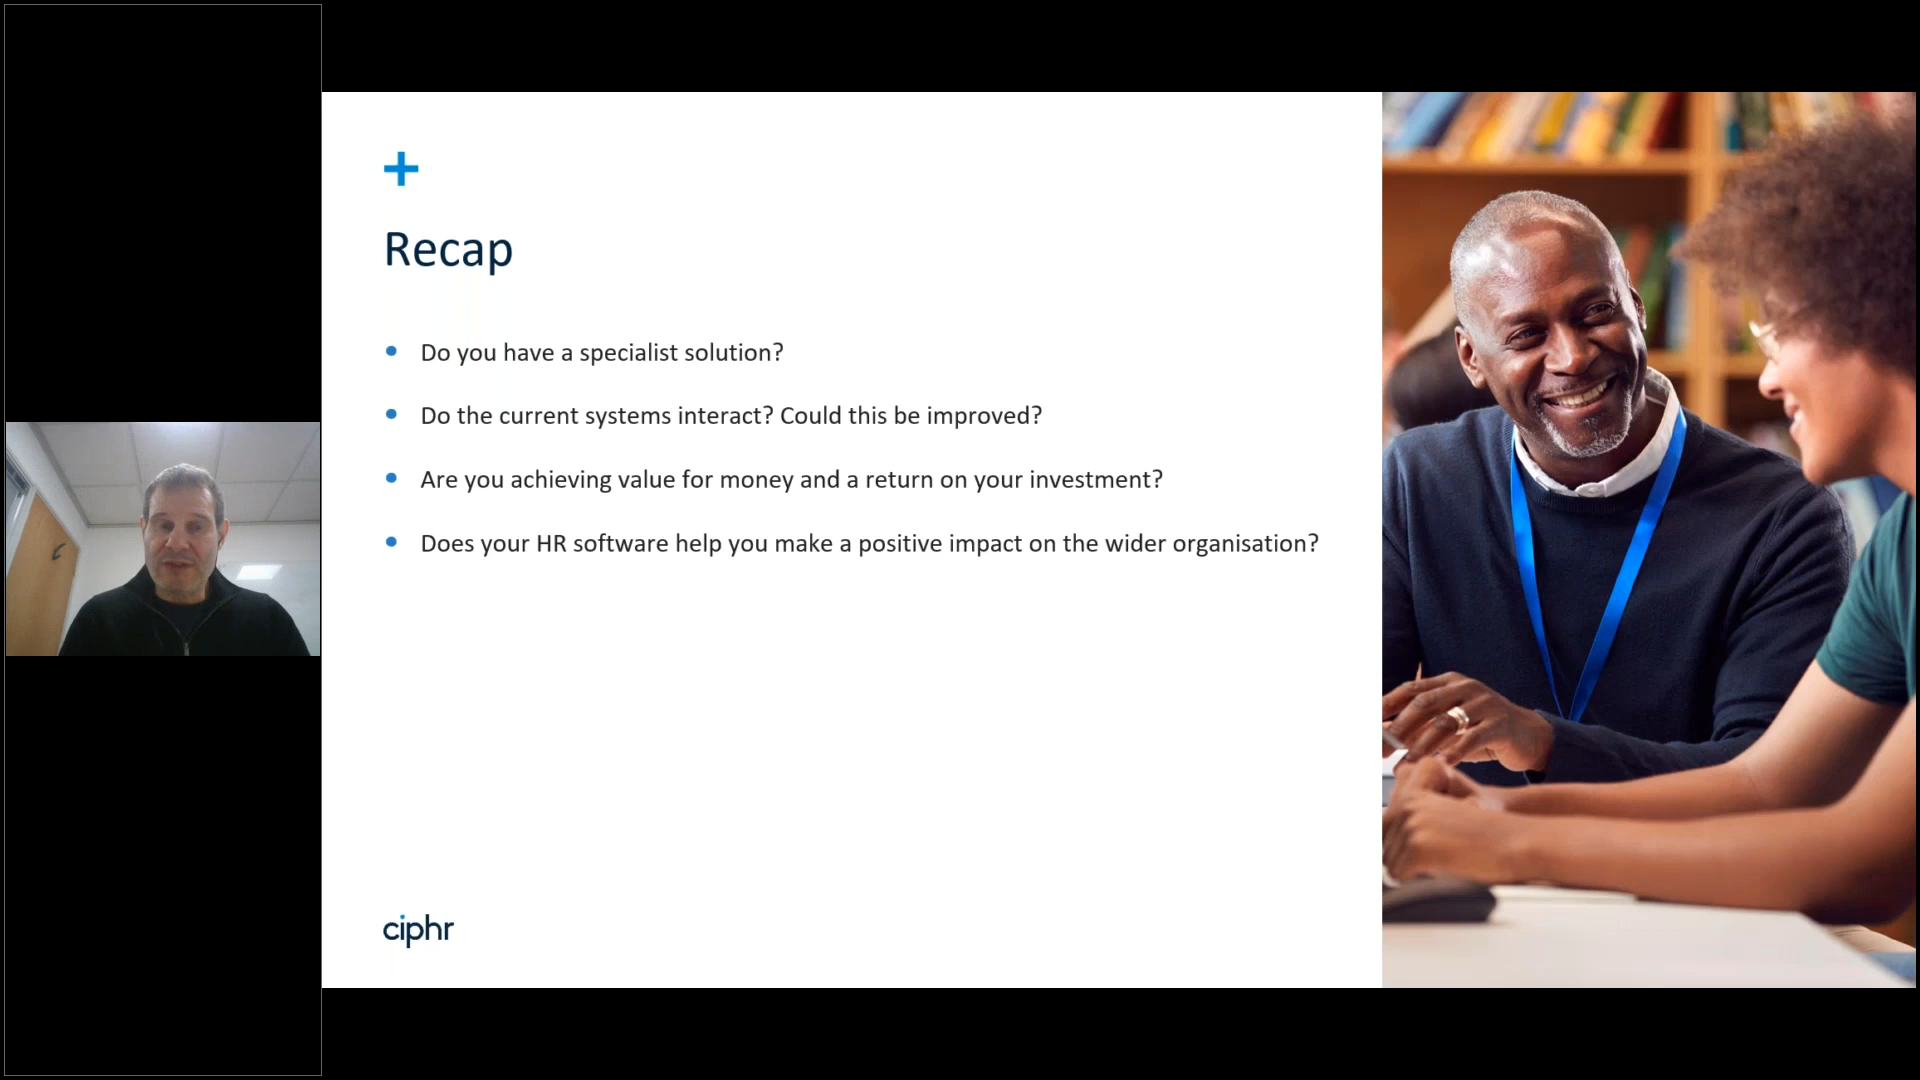 Recap
Do you have a specialist solution?
Do the current systems interact? Could this be improved?
Are you achieving value for money and a return on your investment?
Does your HR software help you make a positive impact on the wider organisation?
ciphr